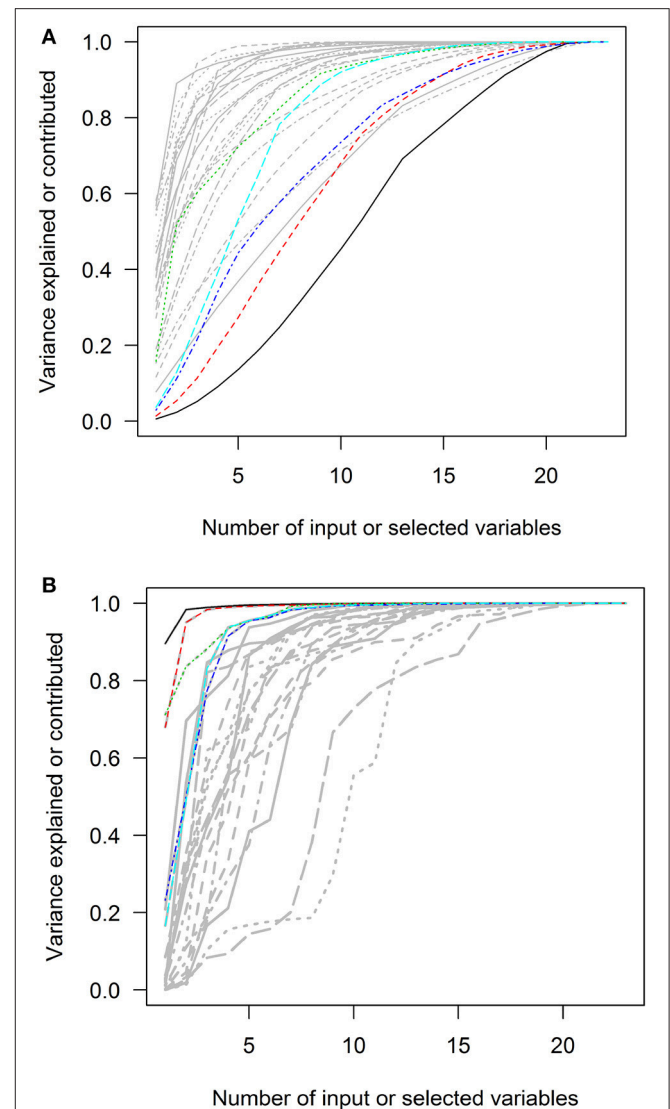 A
1.0
0.8
0.6
0.4
0.2
0.0
Variance explained or contributed
5 10 15 20
Number of input or selected variables
B
1.0
0.8
0.6
0.4
0.2
0.0
Variance explained or contributed
5 10 15 20
Number of input or selected variables